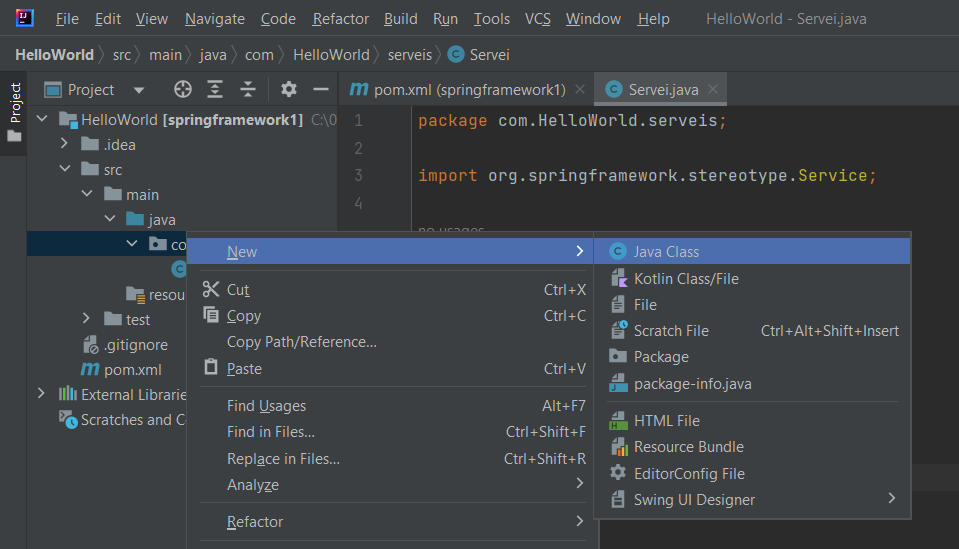 File Edit View Navigate Code Refactor Build Run Tools VCS Window Help HelloWorld - Servei.java
HelloWorld src main java com HelloWorld serveis Servei
Project
Project
pom.xml (springframework1) Servei.java
HelloWorld [springframework1] C:\0
.idea
src
main
java
co
resou
test
.gitignore
pom.xml
External Librarie
Scratches and C
1 package com.HelloWorld.serveis;
2
3 import org.springframework.stereotype.Service;
4
no usages
New
Cut Ctrl+X
Copy Ctrl+C
Copy Path/Reference...
Paste Ctrl+V
Find Usages Alt+F7
Find in Files... Ctrl+Shift+F
Replace in Files... Ctrl+Shift+R
Analyze
Refactor
Java Class
Kotlin Class/File
File
Scratch File Ctrl+Alt+Shift+Insert
Package
package-info.java
HTML File
Resource Bundle
EditorConfig File
Swing UI Designer